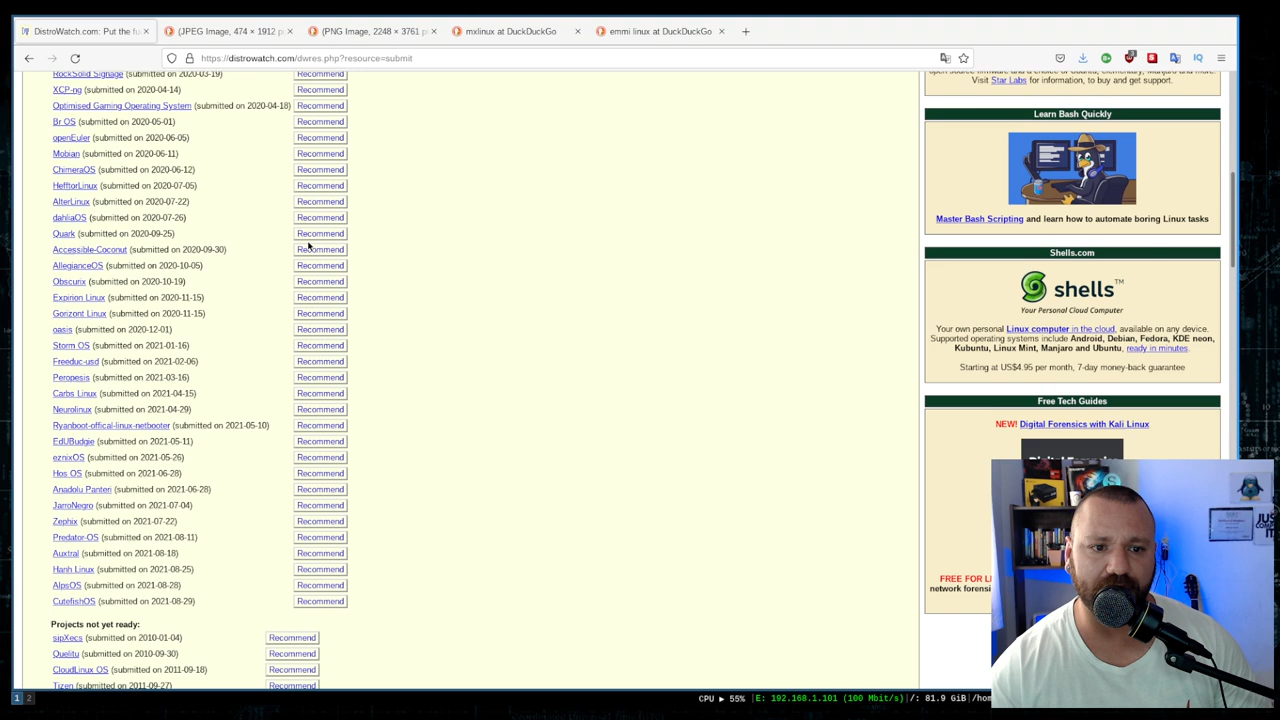 DistroWatch.com: Put the fu
(JPEG Image, 474 × 1912 p
(PNG Image, 2248 × 3761 p
mxlinux at DuckDuckGo
emmi linux at DuckDuckGo
https://distrowatch.com/dwres.php?resource=submit
RockSolid Signage (submitted on 2020-03-19) Recommend
XCP-ng (submitted on 2020-04-14) Recommend
Optimised Gaming Operating System (submitted on 2020-04-18) Recommend
Br OS (submitted on 2020-05-01) Recommend
openEuler (submitted on 2020-06-05) Recommend
Mobian (submitted on 2020-06-11) Recommend
ChimeraOS (submitted on 2020-06-12) Recommend
HefftorLinux (submitted on 2020-07-05) Recommend
AlterLinux (submitted on 2020-07-22) Recommend
dahliaOS (submitted on 2020-07-26) Recommend
Quark (submitted on 2020-09-25) Recommend
Accessible-Coconut (submitted on 2020-09-30) Recommend
AllegianceOS (submitted on 2020-10-05) Recommend
Obscurix (submitted on 2020-10-19) Recommend
Expirion Linux (submitted on 2020-11-15) Recommend
Gorizont Linux (submitted on 2020-11-15) Recommend
oasis (submitted on 2020-12-01) Recommend
Storm OS (submitted on 2021-01-16) Recommend
Freeduc-usd (submitted on 2021-02-06) Recommend
Peropesis (submitted on 2021-03-16) Recommend
Carbs Linux (submitted on 2021-04-15) Recommend
Neurolinux (submitted on 2021-04-29) Recommend
Ryanboot-offical-linux-netbooter (submitted on 2021-05-10) Recommend
EdUBudgie (submitted on 2021-05-11) Recommend
eznixOS (submitted on 2021-05-26) Recommend
Hos OS (submitted on 2021-06-28) Recommend
Anadolu Panteri (submitted on 2021-06-28) Recommend
JarroNegro (submitted on 2021-07-04) Recommend
Zephix (submitted on 2021-07-22) Recommend
Predator-OS (submitted on 2021-08-11) Recommend
Auxtral (submitted on 2021-08-18) Recommend
Hanh Linux (submitted on 2021-08-25) Recommend
AlpsOS (submitted on 2021-08-28) Recommend
CutefishOS (submitted on 2021-08-29) Recommend
Projects not yet ready:
sipXecs (submitted on 2010-01-04) Recommend
Quelitu (submitted on 2010-09-30) Recommend
CloudLinux OS (submitted on 2011-09-18) Recommend
Tizen (submitted on 2011-09-27) Recommend
Visit Star Labs for information, to buy and get support.
Learn Bash Quickly
Master Bash Scripting and learn how to automate boring Linux tasks
Shells.com
shells™
Your Personal Cloud Computer
Your own personal Linux computer in the cloud, available on any device.
Supported operating systems include Android, Debian, Fedora, KDE neon,
Kubuntu, Linux Mint, Manjaro and Ubuntu, ready in minutes.
Starting at US$4.95 per month, 7-day money-back guarantee
Free Tech Guides
NEW! Digital Forensics with Kali Linux
FREE FOR
network
1 2
CPU ▶ 55% |E: 192.168.1.101 (100 Mbit/s)|/: 81.9 GiB|/hom